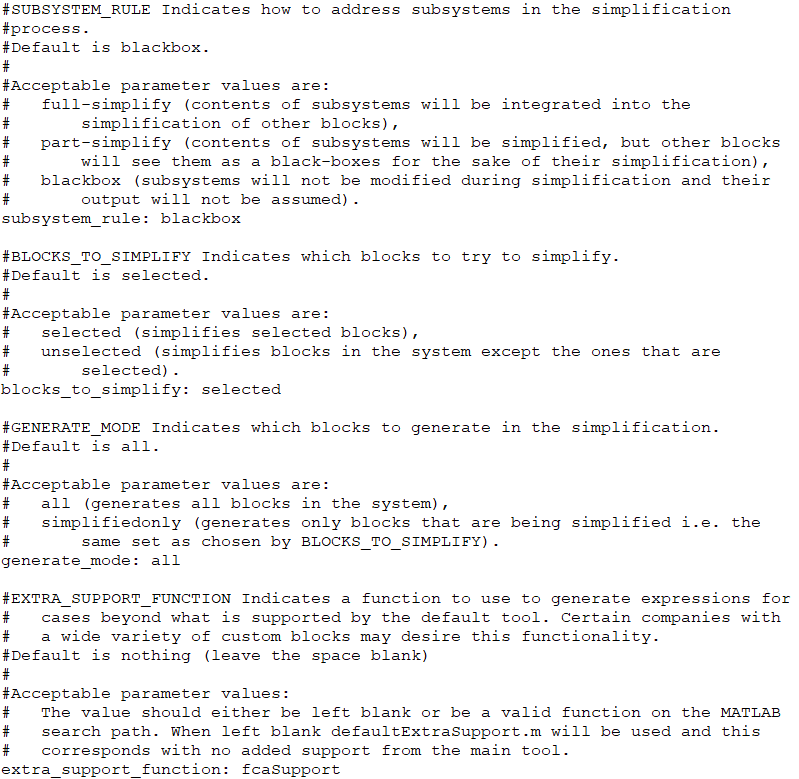 #SUBSYSTEM_RULE Indicates how to address subsystems in the simplification
#process.
#Default is blackbox.
#
#Acceptable parameter values are:
#   full-simplify (contents of subsystems will be integrated into the
#       simplification of other blocks),
#   part-simplify (contents of subsystems will be simplified, but other blocks
#       will see them as a black-boxes for the sake of their simplification),
#   blackbox (subsystems will not be modified during simplification and their
#       output will not be assumed).
subsystem_rule: blackbox

#BLOCKS_TO_SIMPLIFY Indicates which blocks to try to simplify.
#Default is selected.
#
#Acceptable parameter values are:
#   selected (simplifies selected blocks),
#   unselected (simplifies blocks in the system except the ones that are
#       selected).
blocks_to_simplify: selected

#GENERATE_MODE Indicates which blocks to generate in the simplification.
#Default is all.
#
#Acceptable parameter values are:
#   all (generates all blocks in the system),
#   simplifiedonly (generates only blocks that are being simplified i.e. the
#       same set as chosen by BLOCKS_TO_SIMPLIFY).
generate_mode: all

#EXTRA_SUPPORT_FUNCTION Indicates a function to use to generate expressions for
#   cases beyond what is supported by the default tool. Certain companies with
#   a wide variety of custom blocks may desire this functionality.
#Default is nothing (leave the space blank)
#
#Acceptable parameter values:
#   The value should either be left blank or be a valid function on the MATLAB
#   search path. When left blank defaultExtraSupport.m will be used and this
#   corresponds with no added support from the main tool.
extra_support_function: fcaSupport